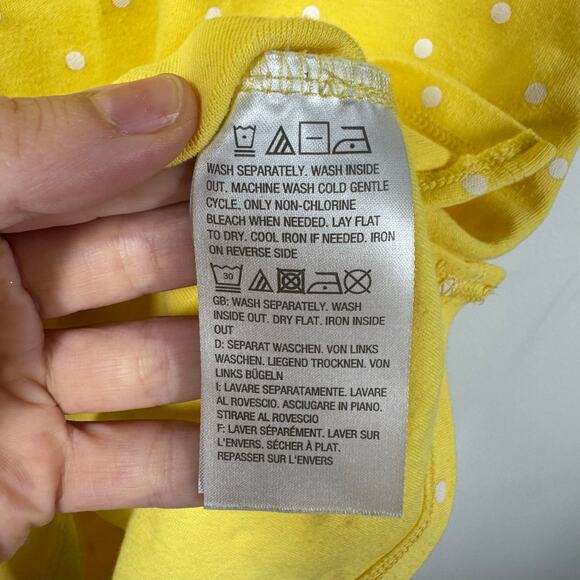 WASH SEPARATELY. WASH INSIDE
OUT. MACHINE WASH COLD GENTLE
CYCLE. ONLY NON-CHLORINE
BLEACH WHEN NEEDED. LAY FLAT
TO DRY. COOL IRON IF NEEDED. IRON
ON REVERSE SIDE
30
GB: WASH SEPARATELY. WASH
INSIDE OUT. DRY FLAT. IRON INSIDE
OUT
D: SEPARAT WASCHEN. VON LINKS
WASCHEN. LIEGEND TROCKNEN. VON
LINKS BÜGELN
I: LAVARE SEPARATAMENTE. LAVARE
AL ROVESCIO. ASCIUGARE IN PIANO.
STIRARE AL ROVESCIO
F: LAVER SÉPARÉMENT. LAVER SUR
L'ENVERS. SÉCHER À PLAT.
REPASSER SUR L'ENVERS